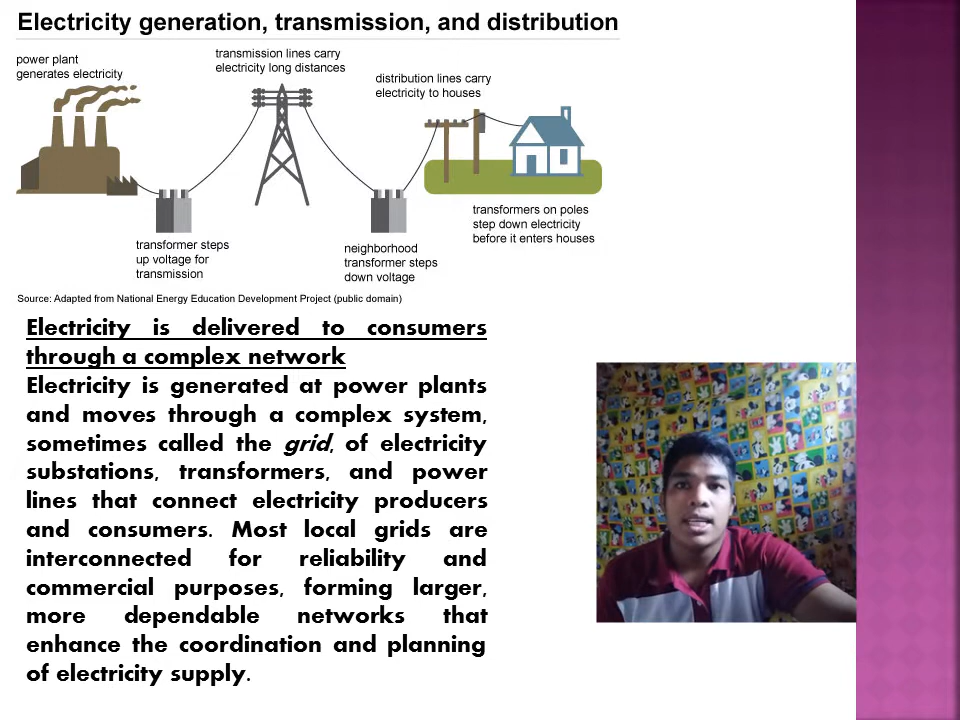 Electricity generation, transmission, and distribution
power plant
generates electricity
transmission lines carry
electricity long distances
distribution lines carry
electricity to houses
transformer steps
up voltage for
transmission
neighborhood
transformer steps
down voltage
transformers on poles
step down electricity
before it enters houses
Source: Adapted from National Energy Education Development Project (public domain)
Electricity is delivered to consumers
through a complex network
Electricity is generated at power plants
and moves through a complex system,
sometimes called the grid, of electricity
substations, transformers, and power
lines that connect electricity producers
and consumers. Most local grids are
interconnected for reliability and
commercial purposes, forming larger,
more dependable networks that
enhance the coordination and planning
of electricity supply.